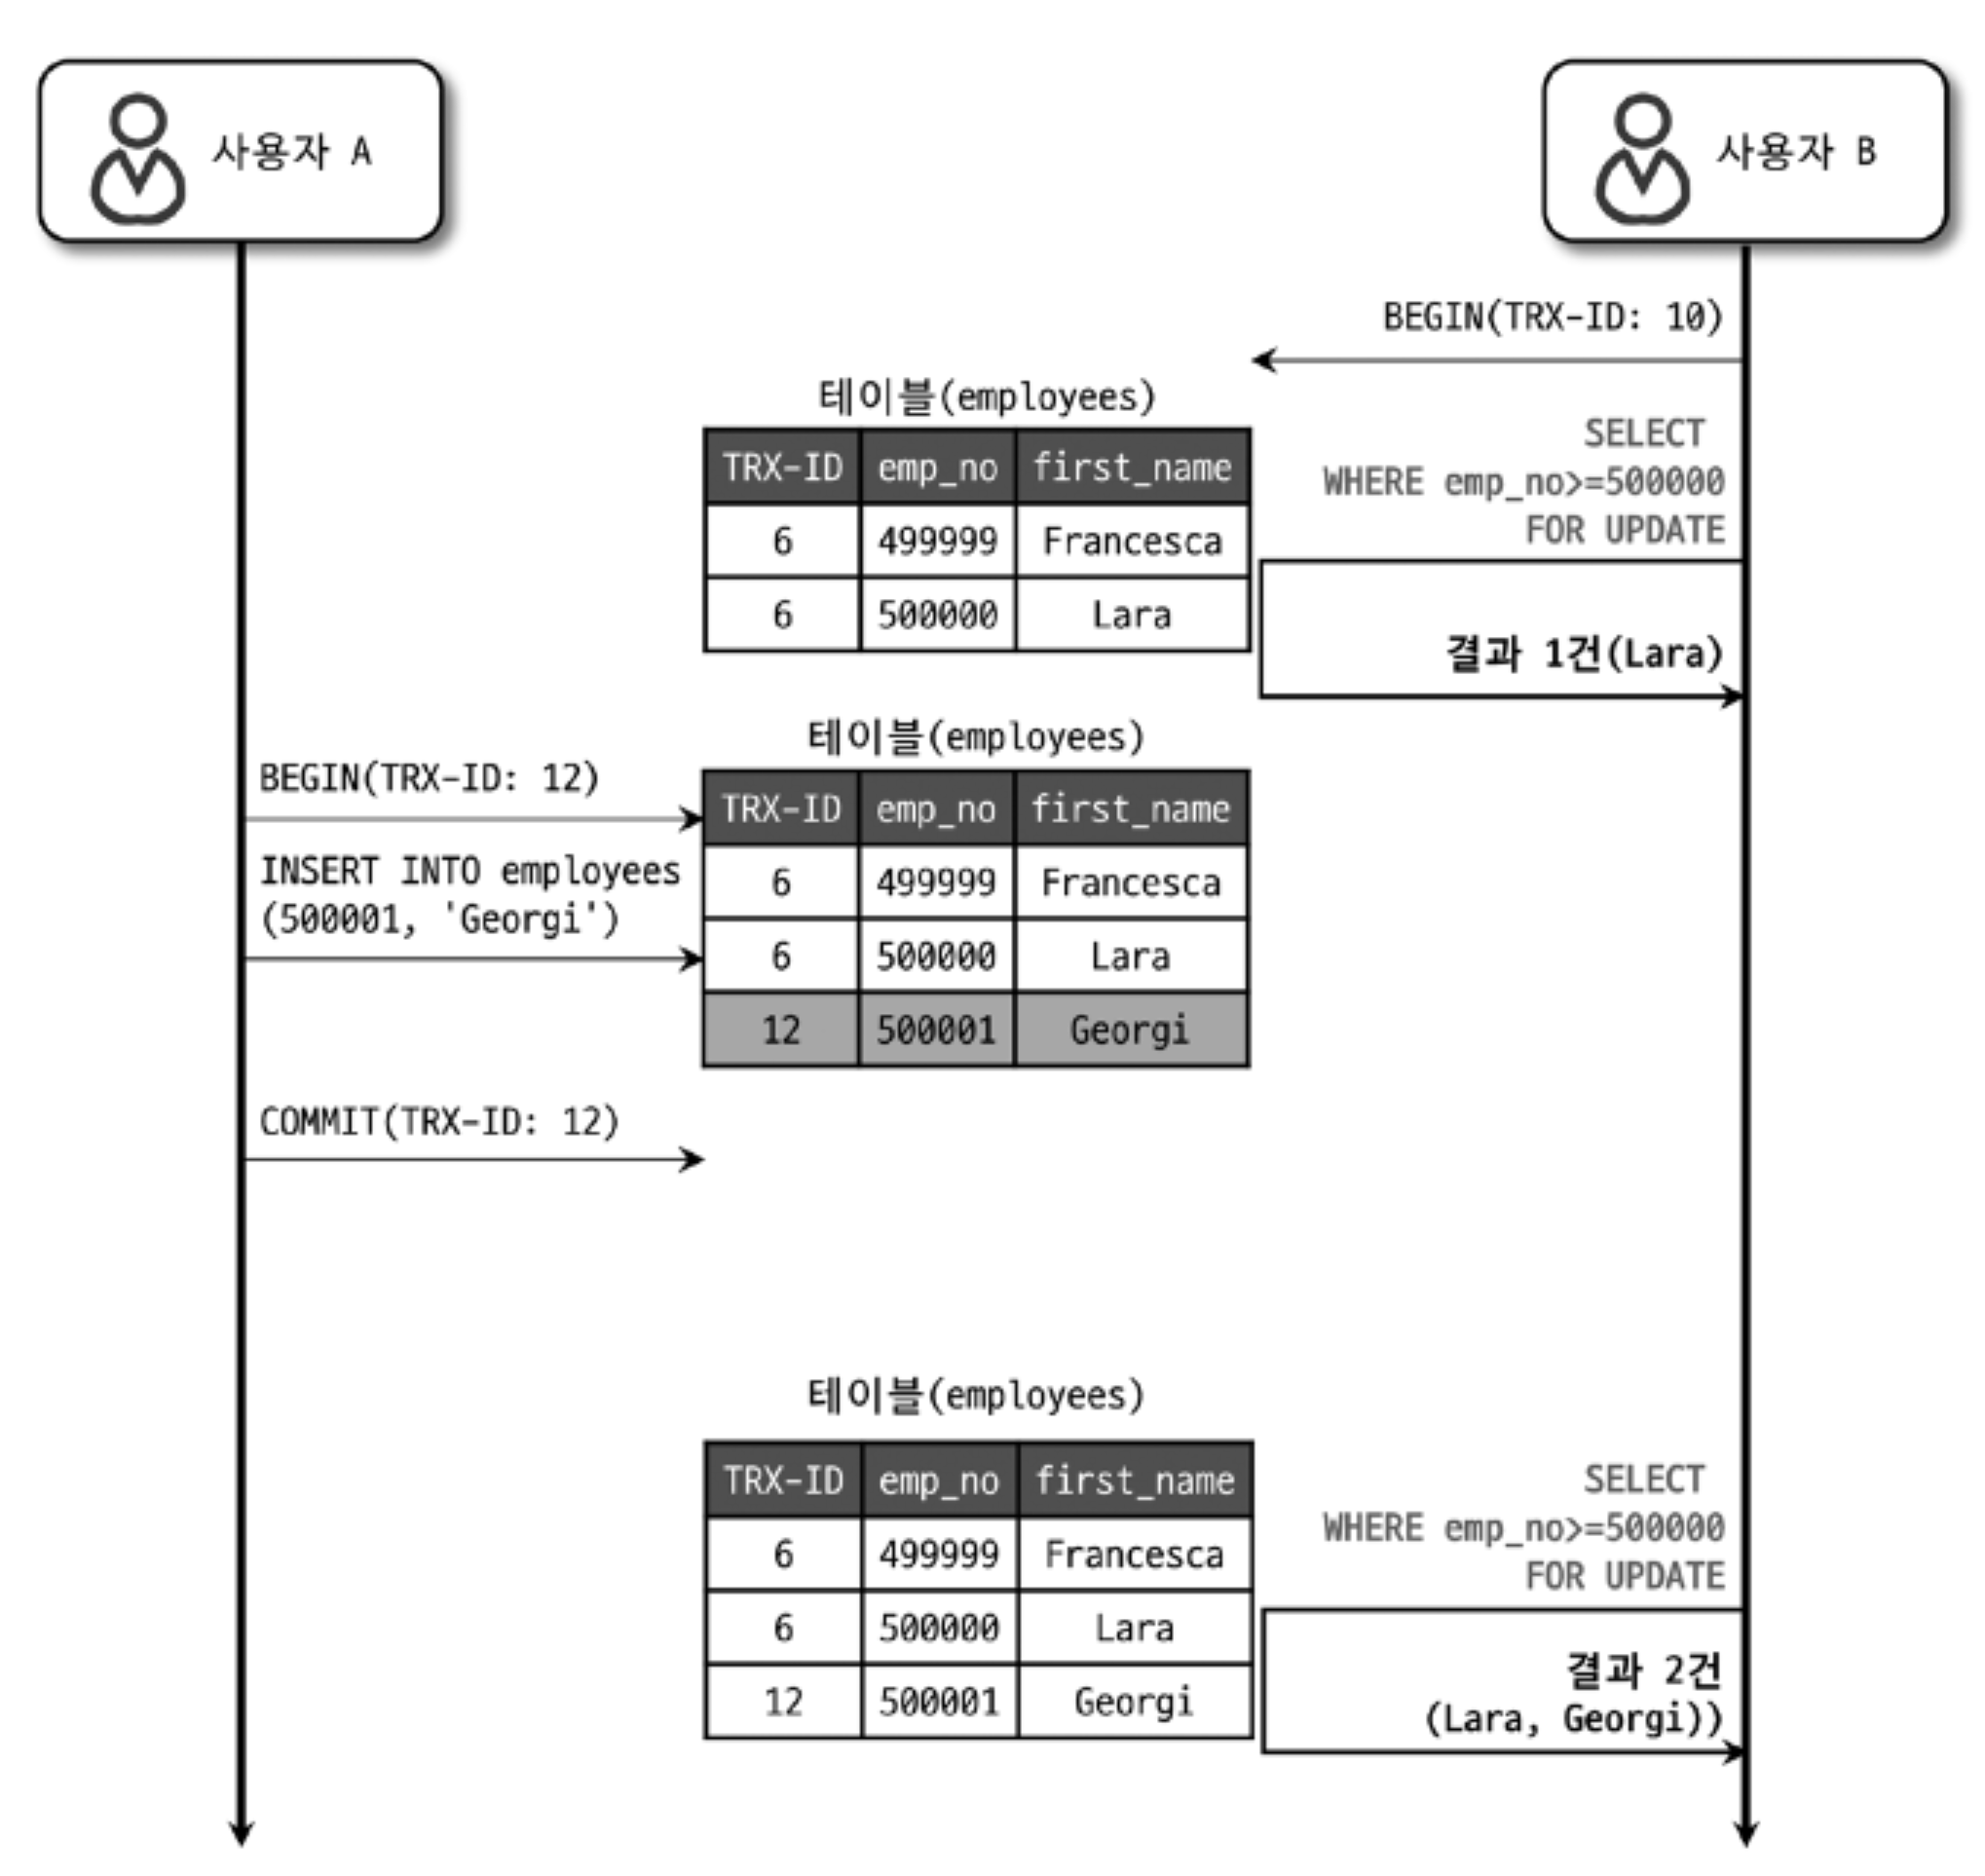 사용자 A
사용자 B
BEGIN(TRX-ID: 10)
테이블(employees)
TRX-ID emp_no first_name
6 499999 Francesca
6 500000 Lara
SELECT
WHERE emp_no>=500000
FOR UPDATE
결과 1건(Lara)
BEGIN(TRX-ID: 12)
INSERT INTO employees
(500001, 'Georgi')
테이블(employees)
TRX-ID emp_no first_name
6 499999 Francesca
6 500000 Lara
12 500001 Georgi
COMMIT(TRX-ID: 12)
테이블(employees)
TRX-ID emp_no first_name
6 499999 Francesca
6 500000 Lara
12 500001 Georgi
SELECT
WHERE emp_no>=500000
FOR UPDATE
결과 2건
(Lara, Georgi))